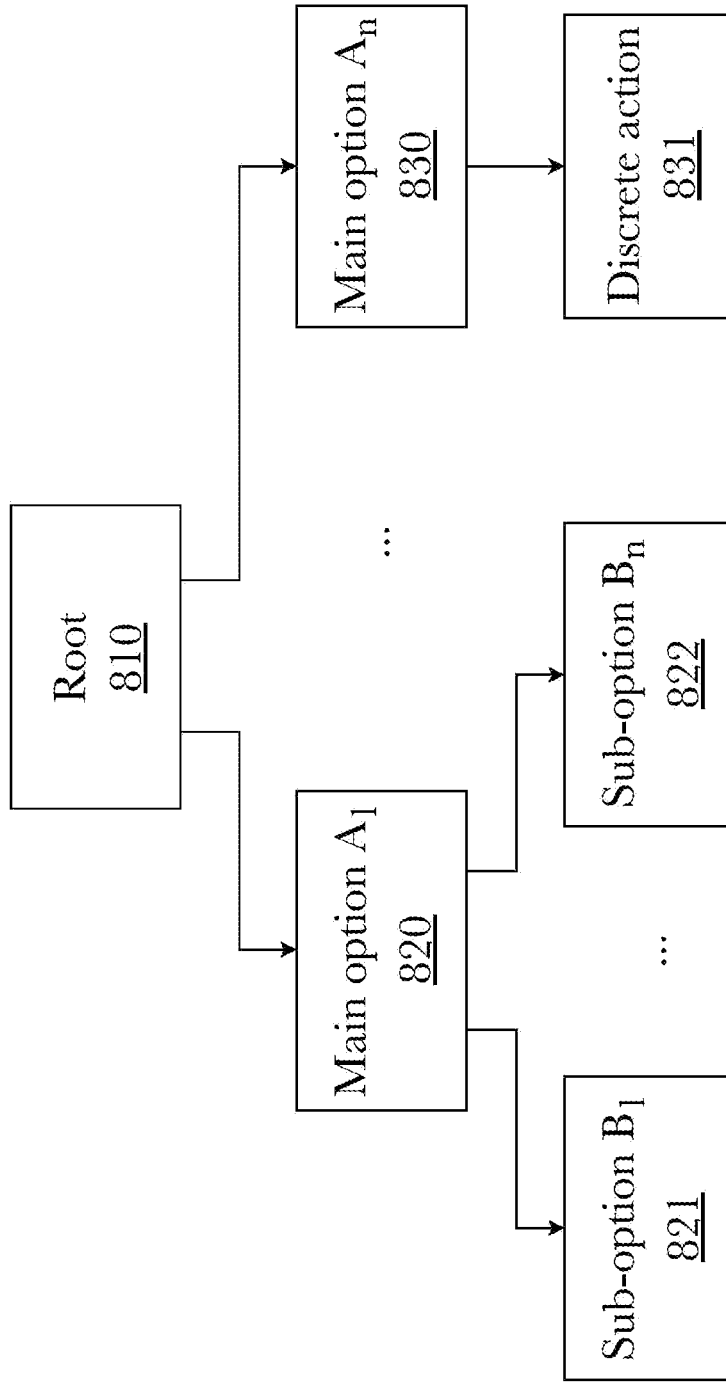 Root
810
Main option A₁
820
...
Main option Aₙ
830
Sub-option B₁
821
...
Sub-option Bₙ
822
Discrete action
831